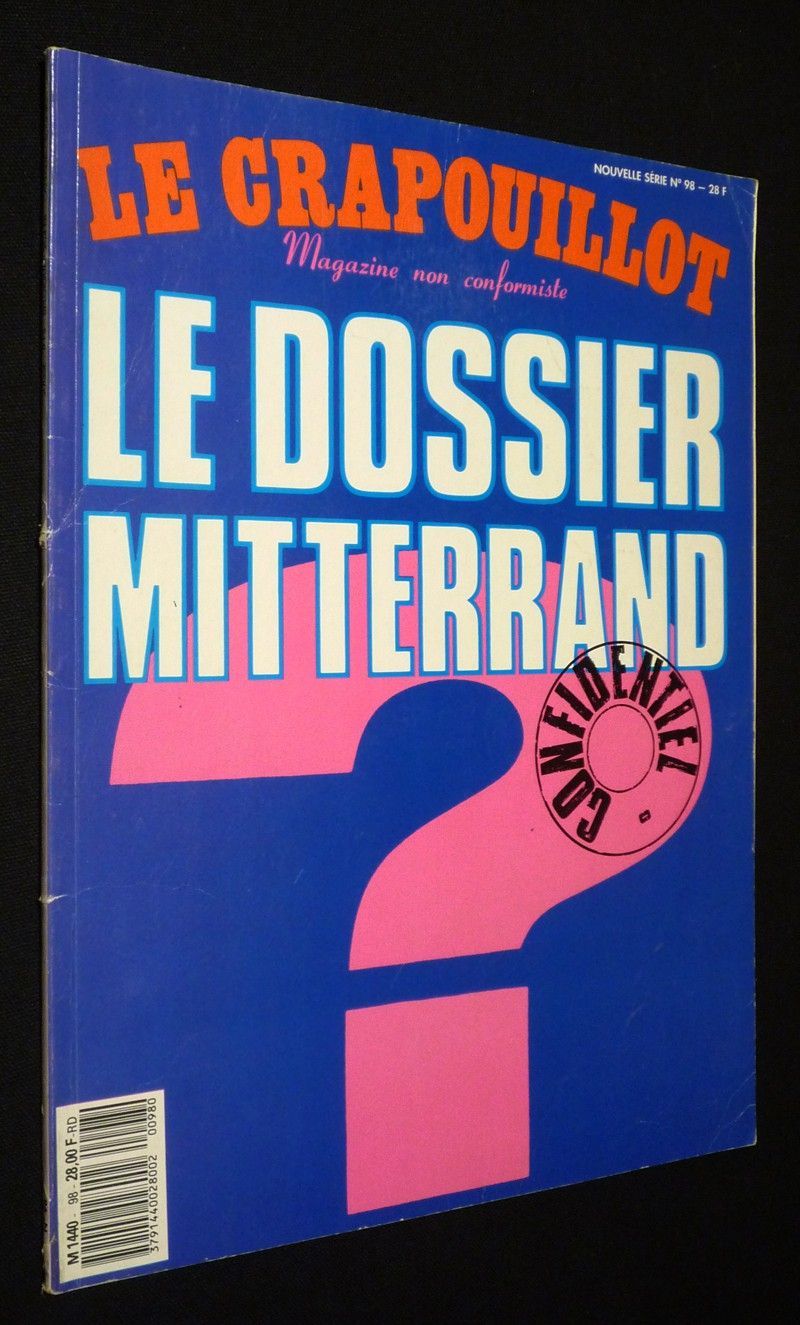 NOUVELLE SÉRIE N° 98 – 28 F
LE CRAPOUILLOT
Magazine non conformiste
LE DOSSIER
MITTERRAND
?
CONFIDENTIEL
M 1440 - 98 - 28,00 F-RD
3791440028002
00980